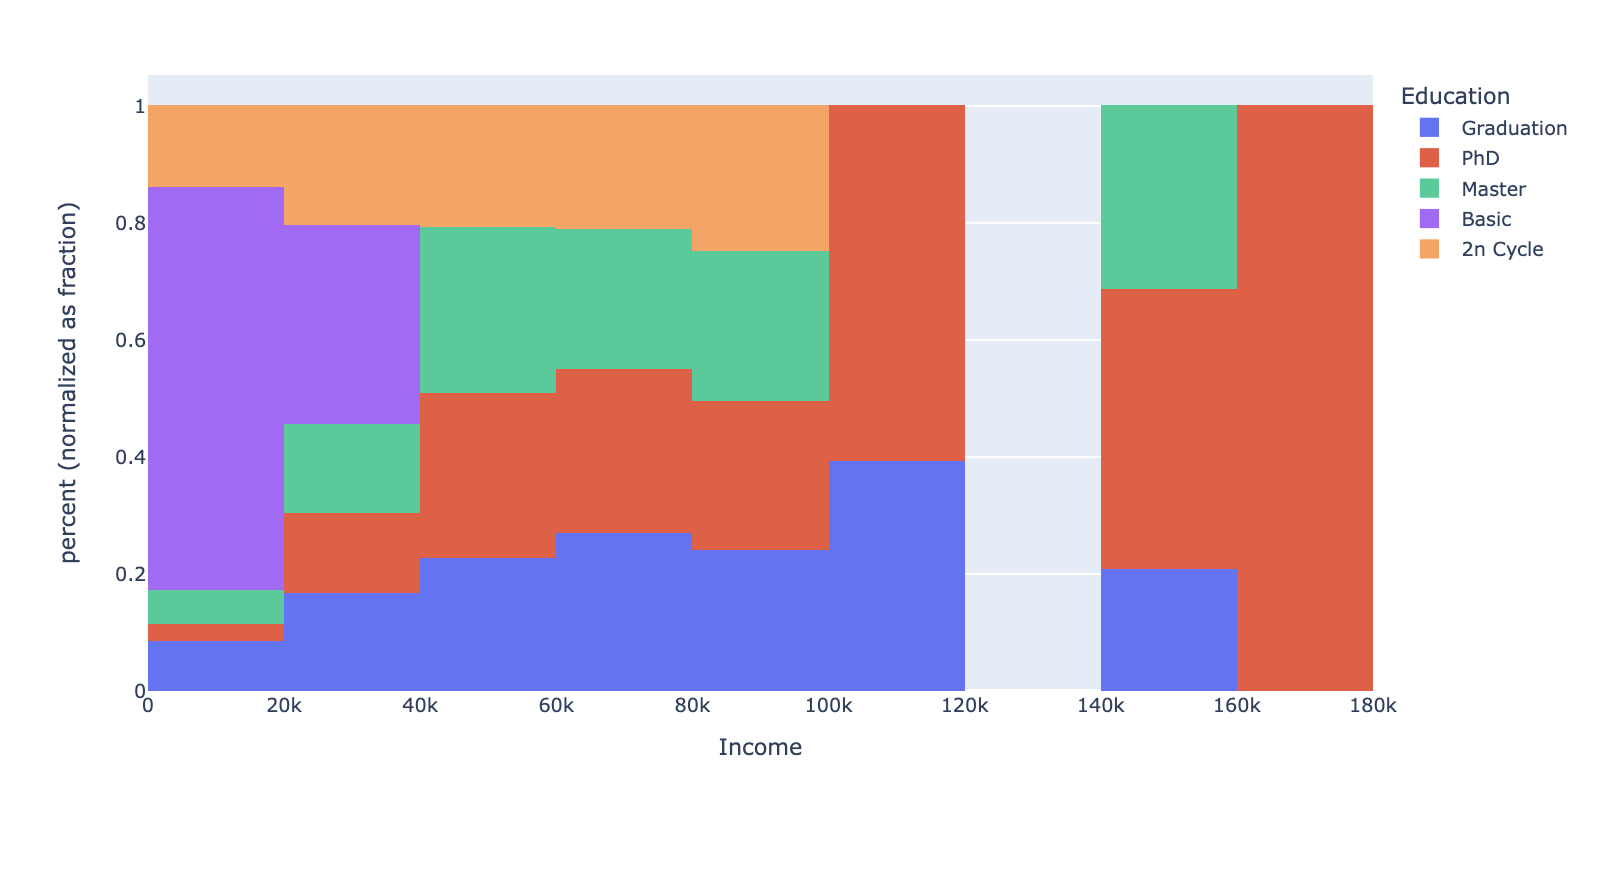 percent (normalized as fraction)
1
0.8
0.6
0.4
0.2
0
0 20k 40k 60k 80k 100k 120k 140k 160k 180k
Income
Education
Graduation
PhD
Master
Basic
2n Cycle